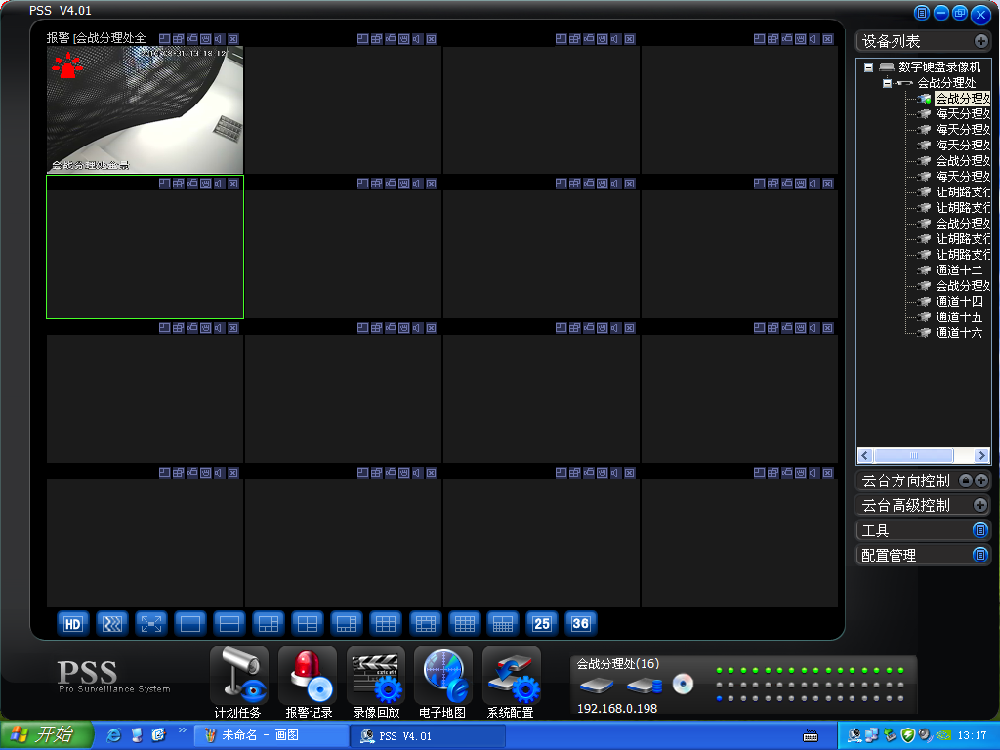 PSS V4.01
报警 [会战分理处全
设备列表
数字硬盘录像机
会战分理处
会战分理处
海天分理处
海天分理处
海天分理处
会战分理处
海天分理处
让胡路支行
让胡路支行
会战分理处
让胡路支行
让胡路支行
通道十二
会战分理处
通道十四
通道十五
通道十六
会战分理处全景
云台方向控制
云台高级控制
工具
配置管理
HD
25
36
PSS
Pro Surveillance System
计划任务
报警记录
录像回放
电子地图
系统配置
会战分理处(16)
192.168.0.198
开始
未命名 - 画图
PSS V4.01
13:17